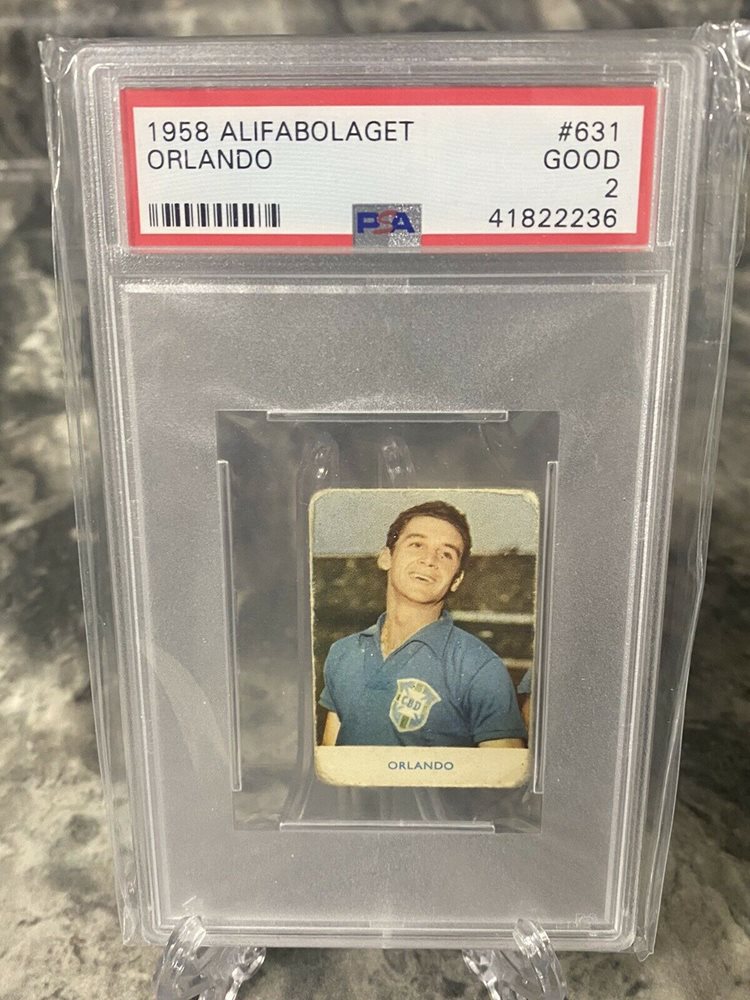 1958 ALIFABOLAGET #631
ORLANDO GOOD
2
PSA 41822236
CBD
ORLANDO